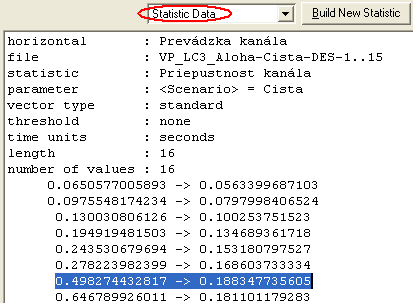 Statistic Data
Build New Statistic
horizontal : Prevádzka kanála
file : VP_LC3_Aloha-Cista-DES-1..15
statistic : Priepustnost kanála
parameter : <Scenario> = Cista
vector type : standard
threshold : none
time units : seconds
length : 16
number of values : 16
0.0650577005893 -> 0.0563399687103
0.0975548174234 -> 0.0797998406524
0.130030806126 -> 0.100253751523
0.194919481503 -> 0.134689361718
0.243530679694 -> 0.153180797527
0.278223982399 -> 0.168603733334
0.498274432817 -> 0.188347735605
0.646789926011 -> 0.181101179283